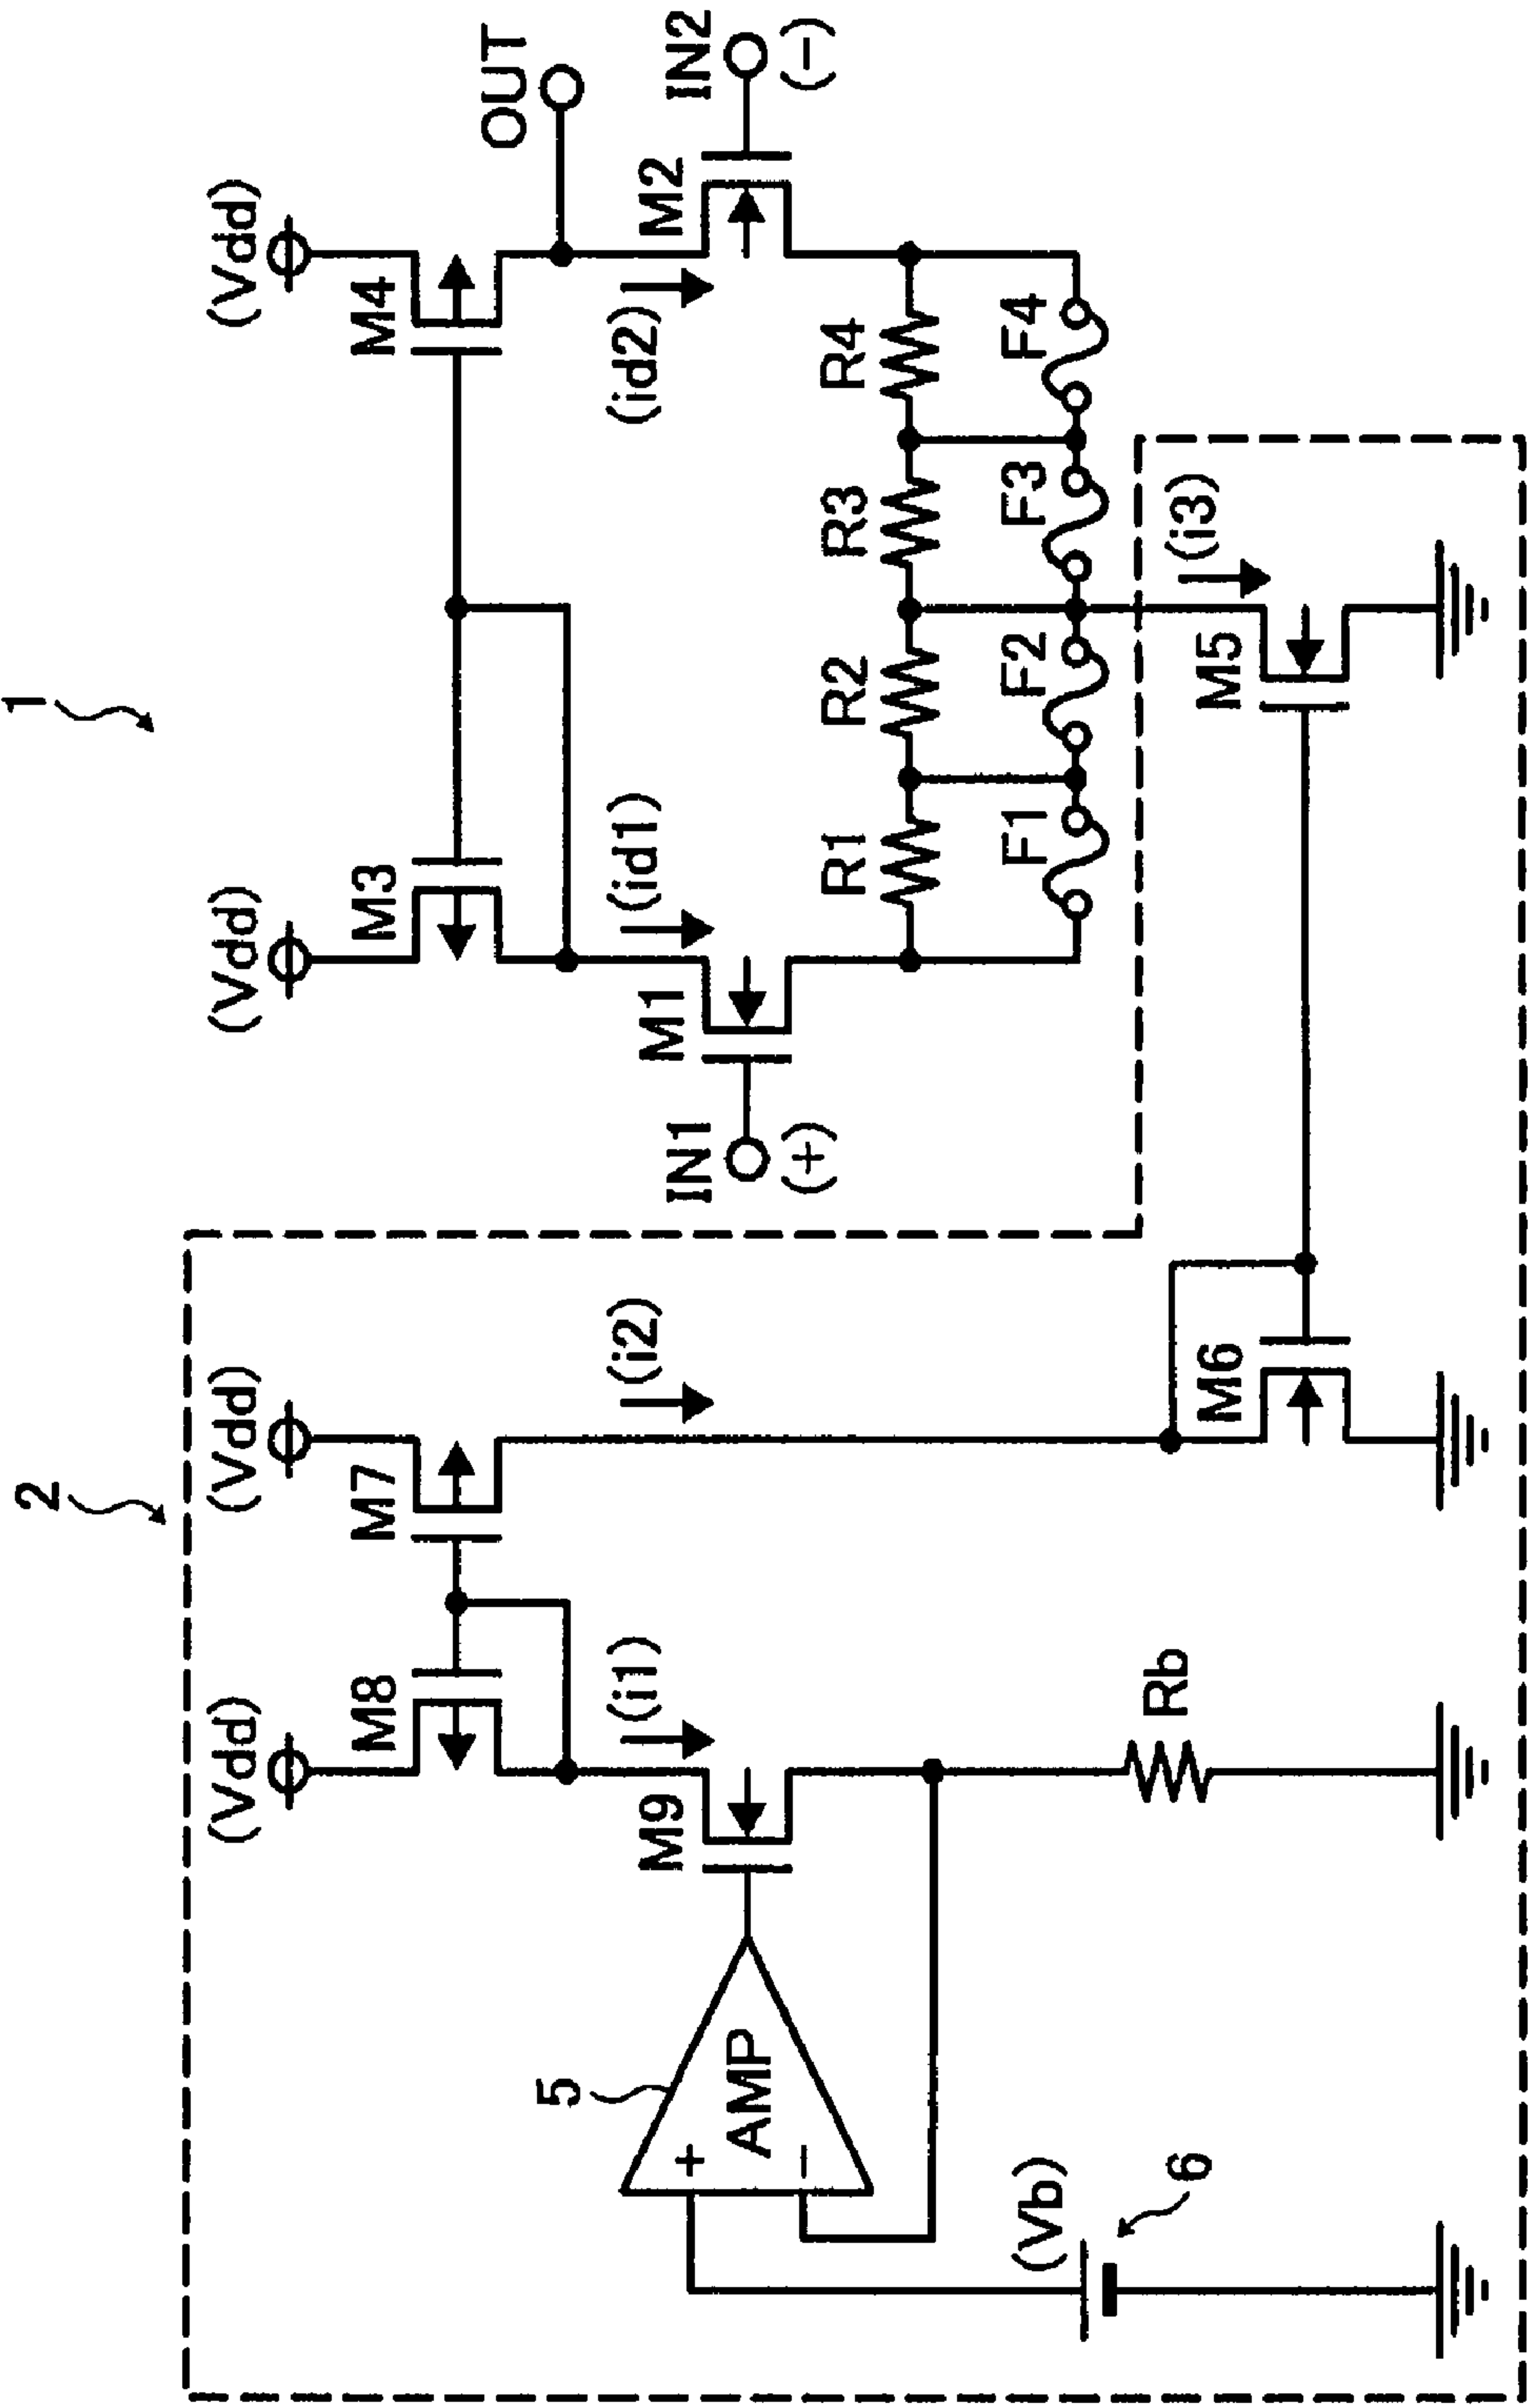 1
2
(Vdd)
(Vdd)
(Vdd)
(Vdd)
M8
M7
M3
M4
OUT
5
AMP
+
−
M9
(i1)
(i2)
IN1
(+)
M1
(id1)
(id2)
M2
IN2
(−)
R1
R2
R3
R4
F1
F2
F3
F4
(Vb)
6
Rb
M6
M5
(i3)